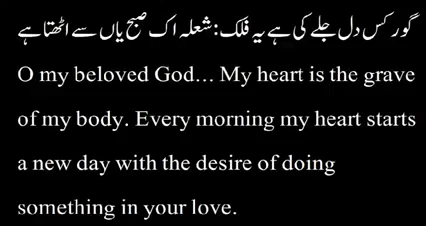 گور کس دل جلے کی ہے یہ فلک: شعلہ اک صبح یاں سے اٹھتا ہے
O my beloved God... My heart is the grave
of my body. Every morning my heart starts
a new day with the desire of doing
something in your love.